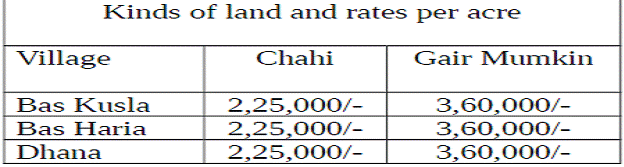 Kinds of land and rates per acre
Village Chahi Gair Mumkin
Bas Kusla 2,25,000/- 3,60,000/-
Bas Haria 2,25,000/- 3,60,000/-
Dhana 2,25,000/- 3,60,000/-